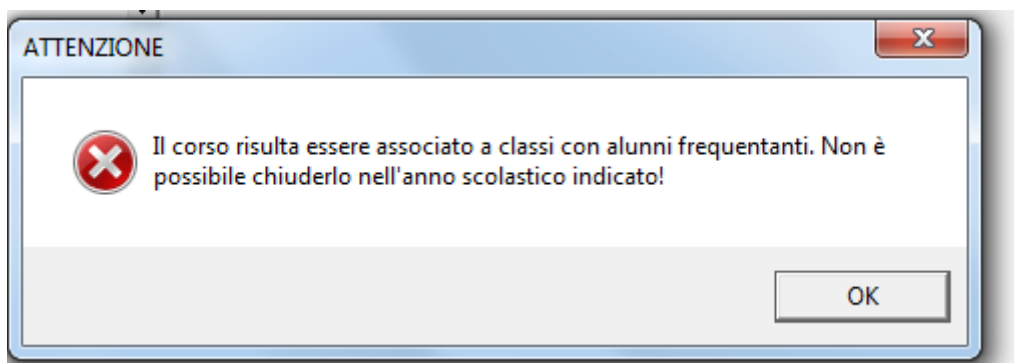 ATTENZIONE
Il corso risulta essere associato a classi con alunni frequentanti. Non è
possibile chiuderlo nell'anno scolastico indicato!
OK